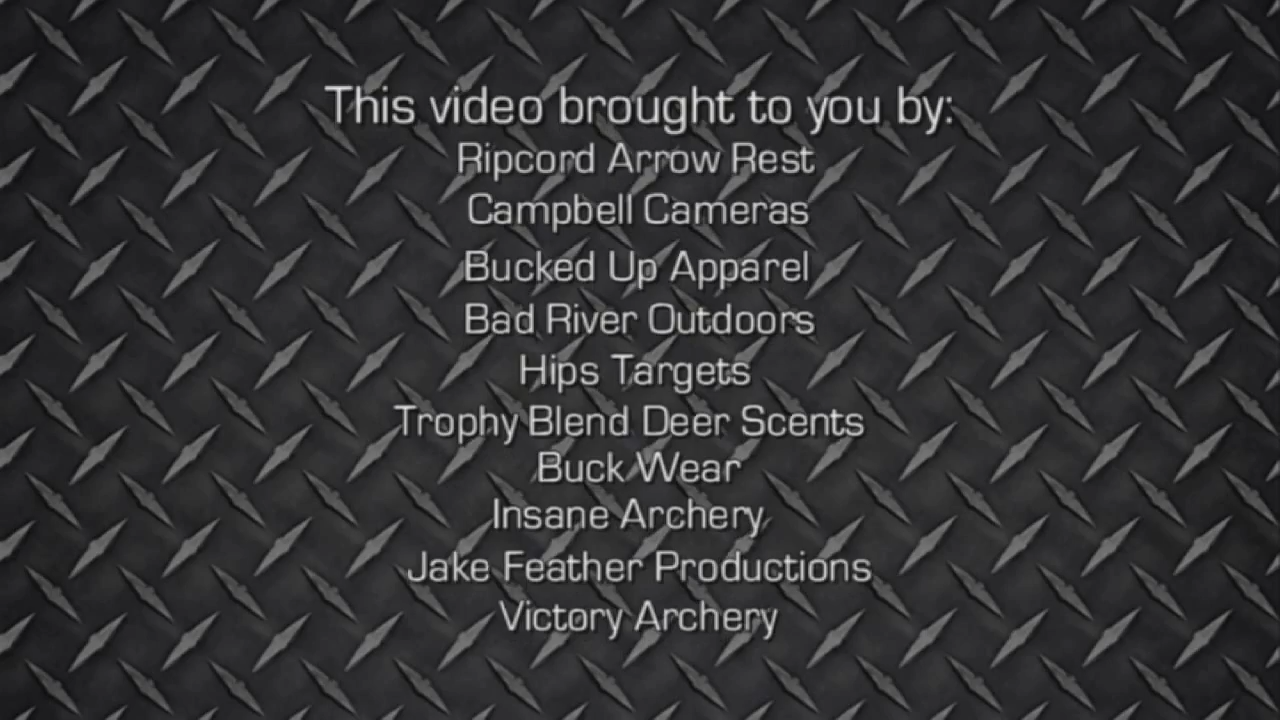 This video brought to you by:
Ripcord Arrow Rest
Campbell Cameras
Bucked Up Apparel
Bad River Outdoors
Hips Targets
Trophy Blend Deer Scents
Buck Wear
Insane Archery
Jake Feather Productions
Victory Archery